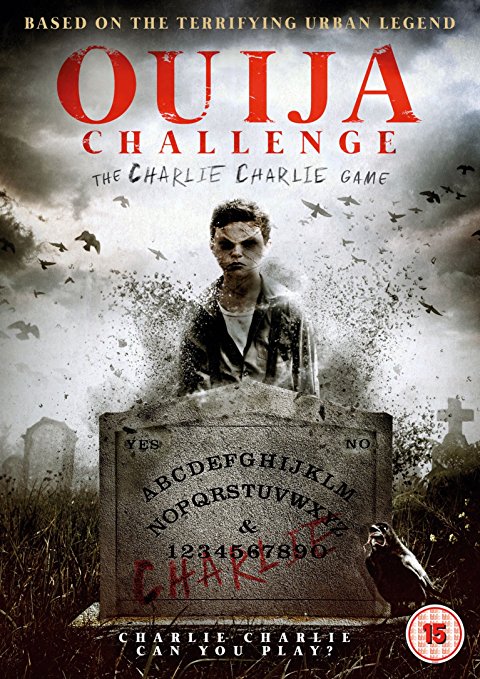 BASED ON THE TERRIFYING URBAN LEGEND
OUIJA
CHALLENGE
THE CHARLIE CHARLIE GAME
YES NO
ABCDEFGHIJKLM
NOPQRSTUVWXYZ
&
1234567890
CHARLIE
CHARLIE CHARLIE
CAN YOU PLAY?
15